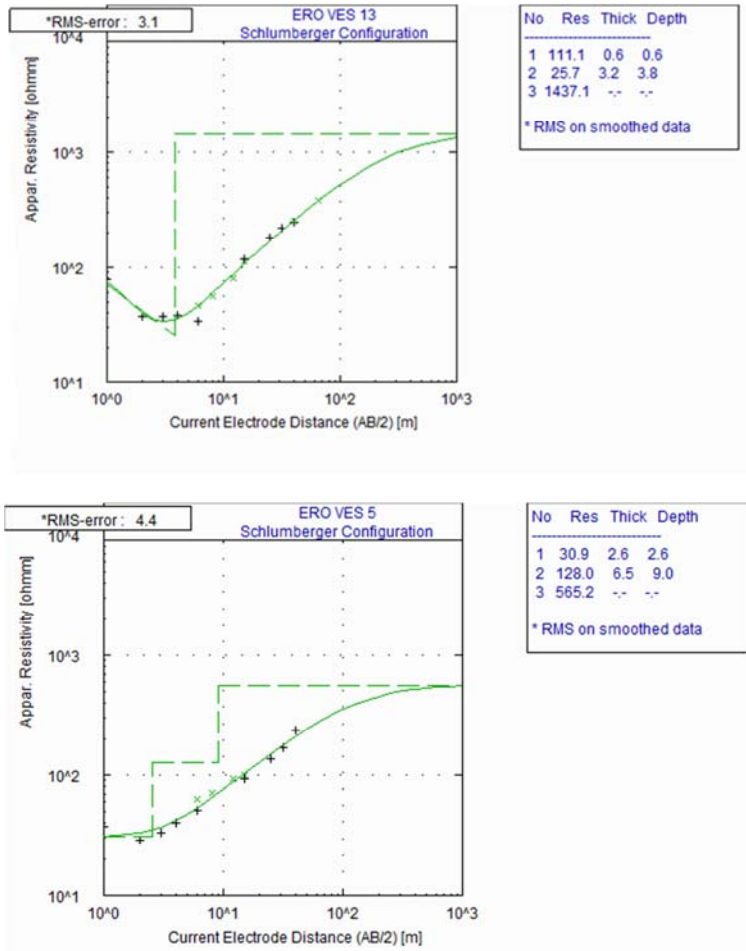 *RMS-error : 3.1
ERO VES 13
Schlumberger Configuration
10^4
10^3
10^2
10^1
Appar. Resistivity [ohmm]
10^0 10^1 10^2 10^3
Current Electrode Distance (AB/2) [m]
No Res Thick Depth
1 111.1 0.6 0.6
2 25.7 3.2 3.8
3 1437.1 -.- -.-
* RMS on smoothed data
*RMS-error : 4.4
ERO VES 5
Schlumberger Configuration
10^4
10^3
10^2
10^1
Appar. Resistivity [ohmm]
10^0 10^1 10^2 10^3
Current Electrode Distance (AB/2) [m]
No Res Thick Depth
1 30.9 2.6 2.6
2 128.0 6.5 9.0
3 565.2 -.- -.-
* RMS on smoothed data